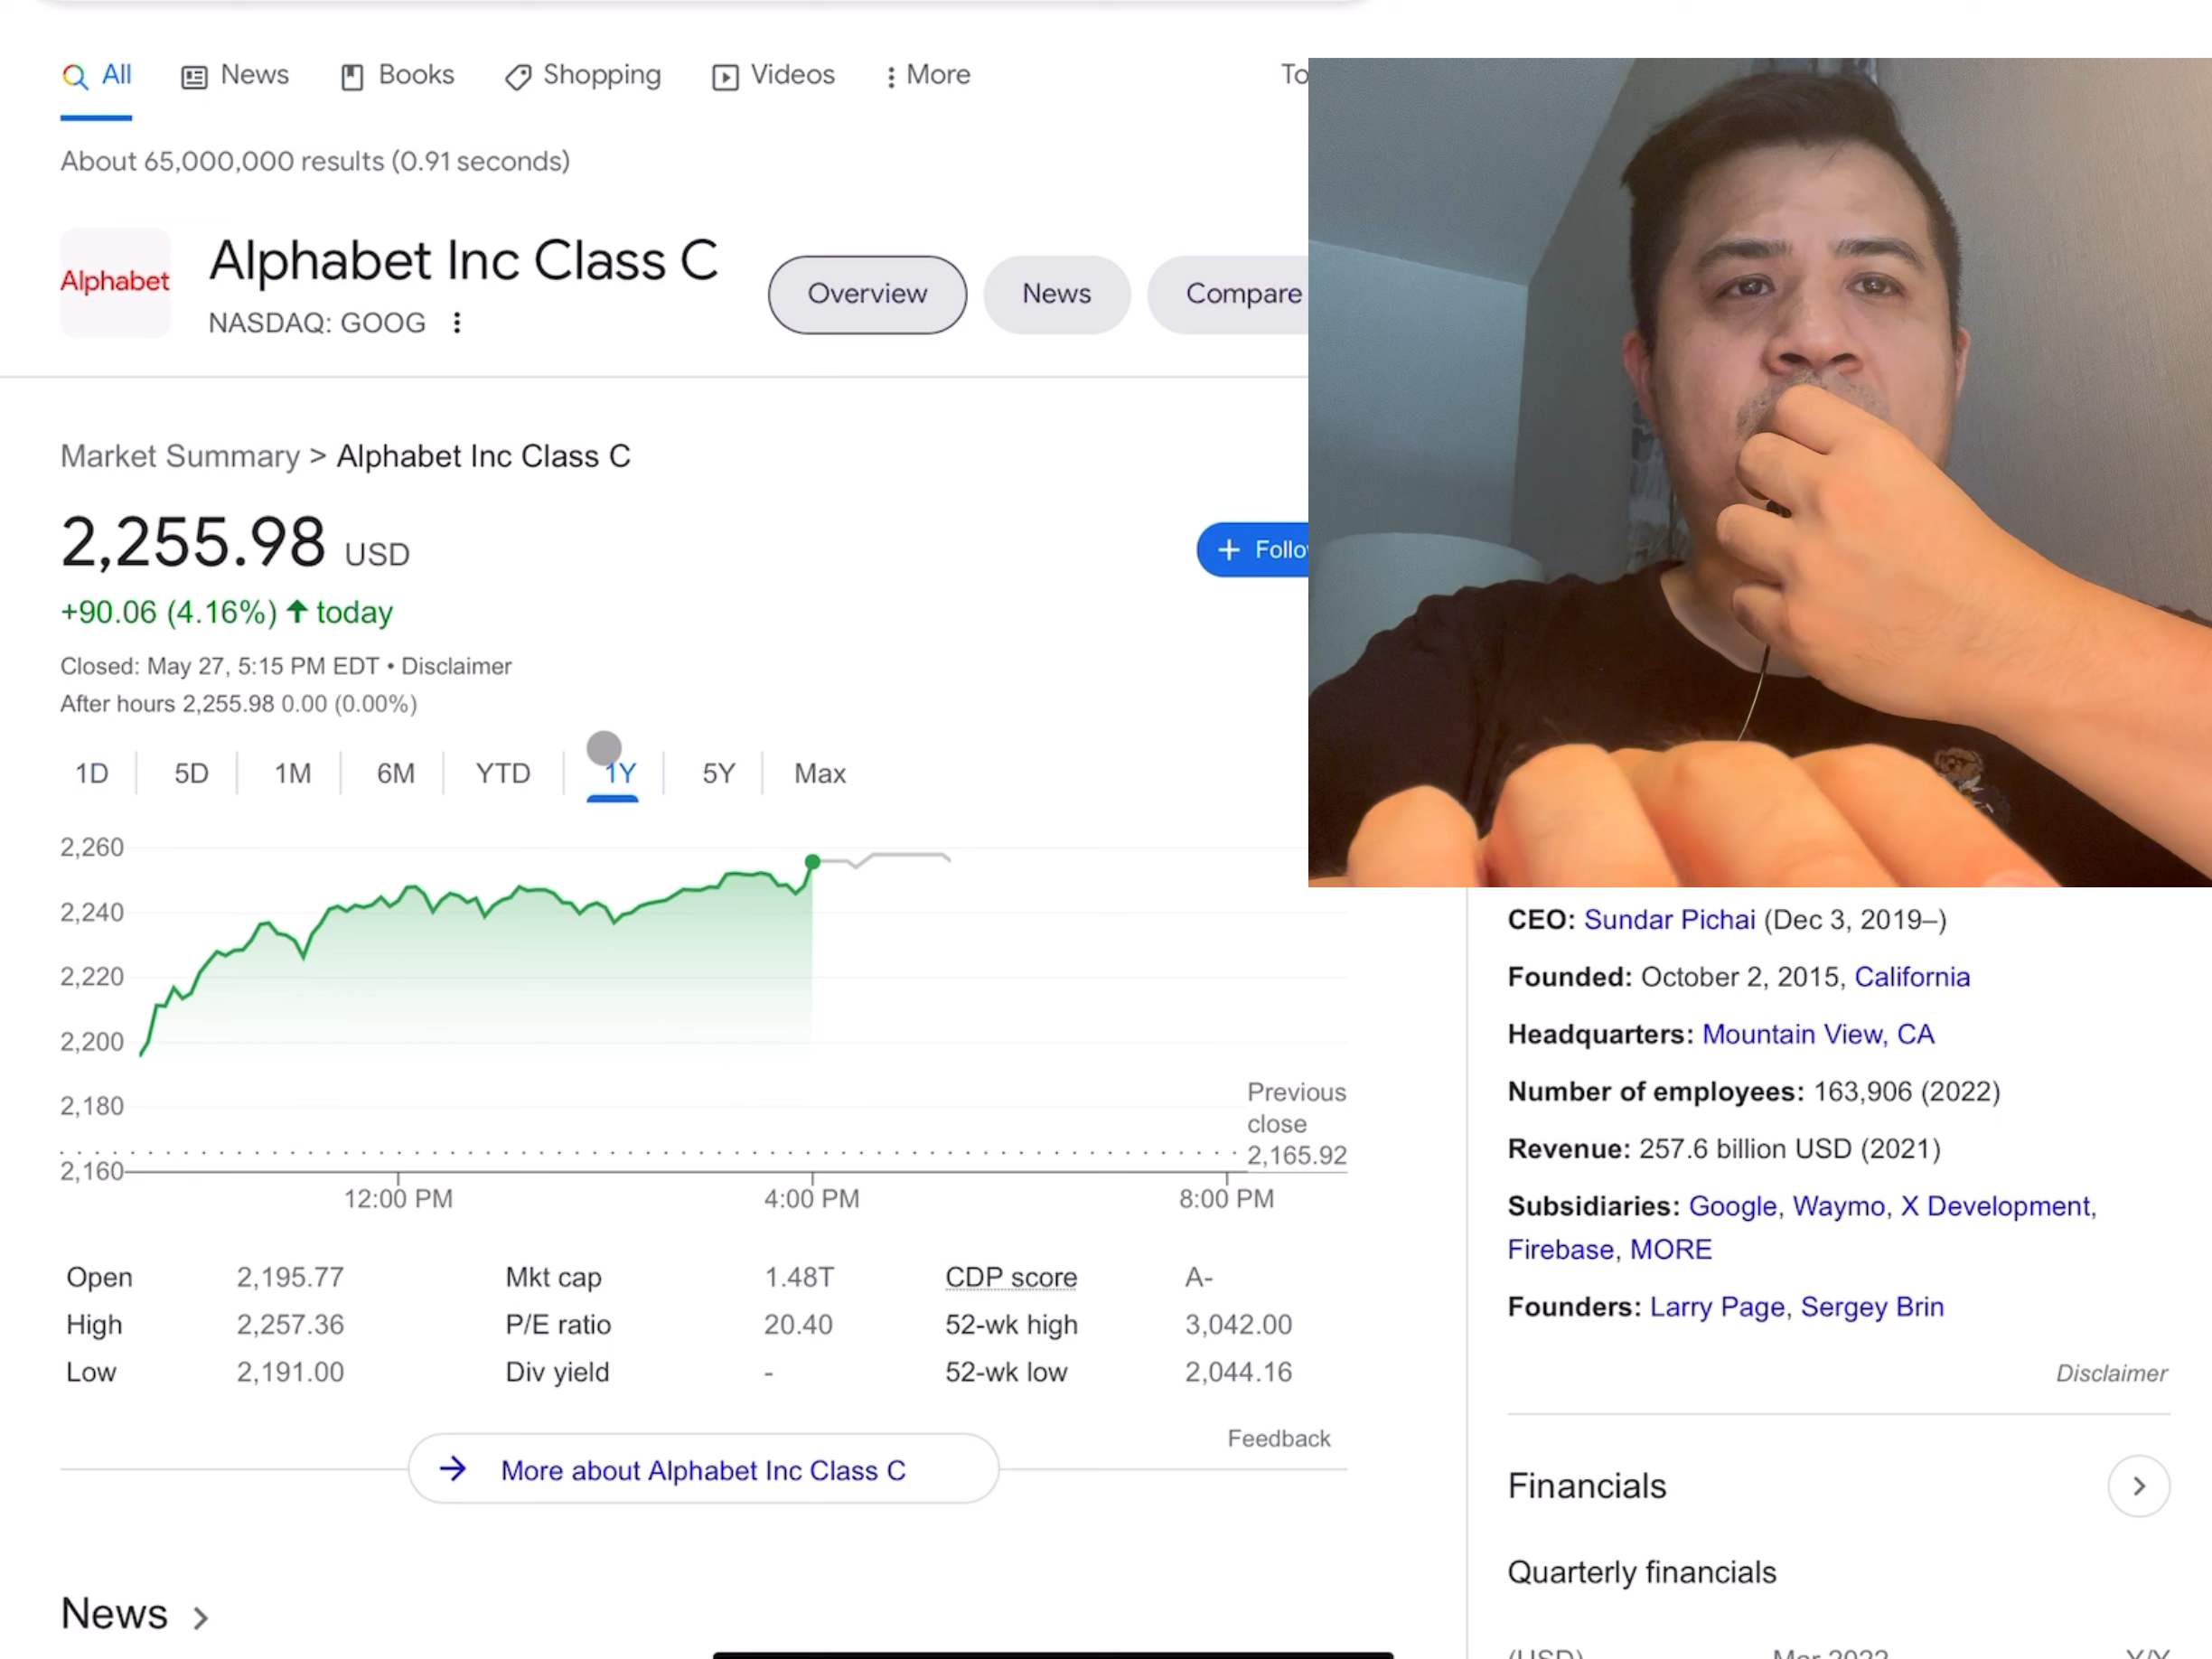 All News Books Shopping Videos More
About 65,000,000 results (0.91 seconds)
Alphabet
Alphabet Inc Class C
NASDAQ: GOOG
Overview News Compare
Market Summary > Alphabet Inc Class C
2,255.98 USD
+ Follo
+90.06 (4.16%) ↑ today
Closed: May 27, 5:15 PM EDT • Disclaimer
After hours 2,255.98 0.00 (0.00%)
1D 5D 1M 6M YTD 1Y 5Y Max
2,260
2,240
2,220
2,200
2,180
2,160
Previous
close
2,165.92
12:00 PM 4:00 PM 8:00 PM
Open 2,195.77 Mkt cap 1.48T CDP score A-
High 2,257.36 P/E ratio 20.40 52-wk high 3,042.00
Low 2,191.00 Div yield - 52-wk low 2,044.16
Feedback
More about Alphabet Inc Class C
News >
CEO: Sundar Pichai (Dec 3, 2019–)
Founded: October 2, 2015, California
Headquarters: Mountain View, CA
Number of employees: 163,906 (2022)
Revenue: 257.6 billion USD (2021)
Subsidiaries: Google, Waymo, X Development,
Firebase, MORE
Founders: Larry Page, Sergey Brin
Disclaimer
Financials
Quarterly financials
(USD) Mar 2022 Y/Y